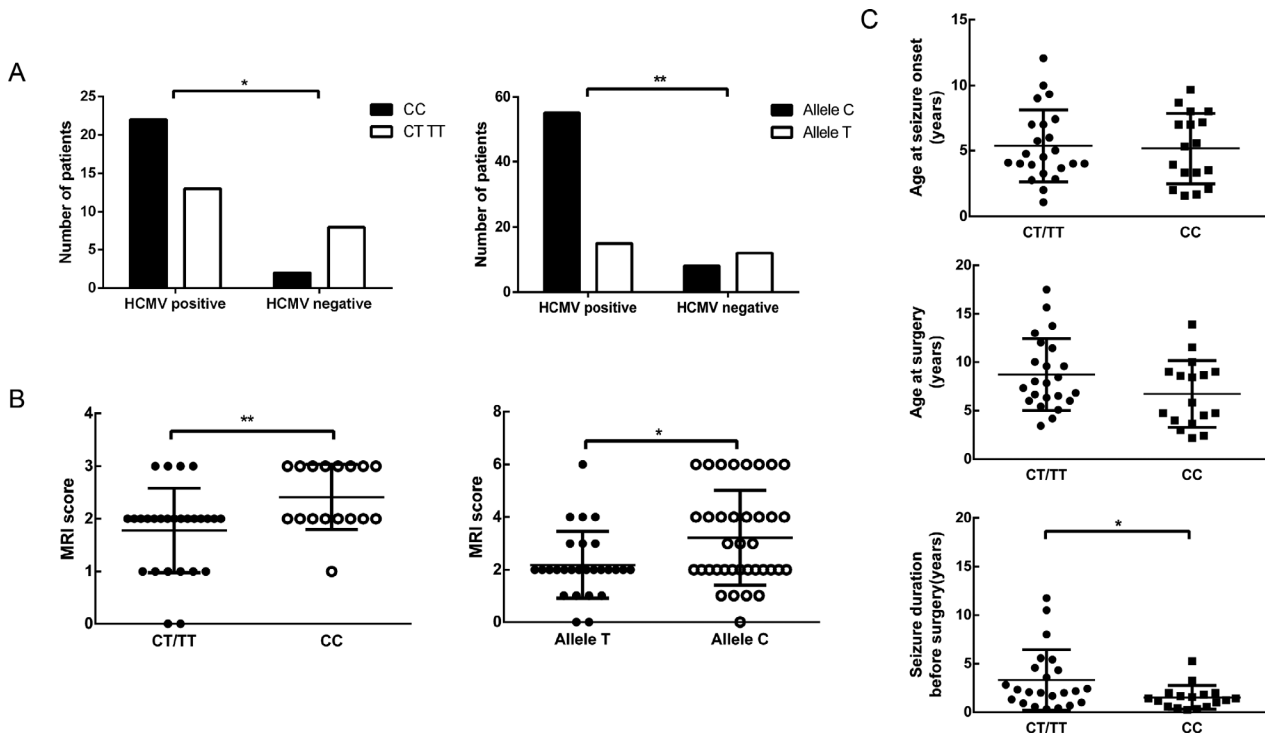 A
Number of patients
25
20
15
10
5
0
*
CC
CT TT
HCMV positive
HCMV negative
Number of patients
60
40
20
0
**
Allele C
Allele T
HCMV positive
HCMV negative
B
MRI score
4
3
2
1
0
**
CT/TT
CC
MRI score
8
6
4
2
0
*
Allele T
Allele C
C
Age at seizure onset
(years)
15
10
5
0
CT/TT
CC
Age at surgery
(years)
20
15
10
5
0
CT/TT
CC
Seizure duration
before surgery(years)
20
15
10
5
0
*
CT/TT
CC